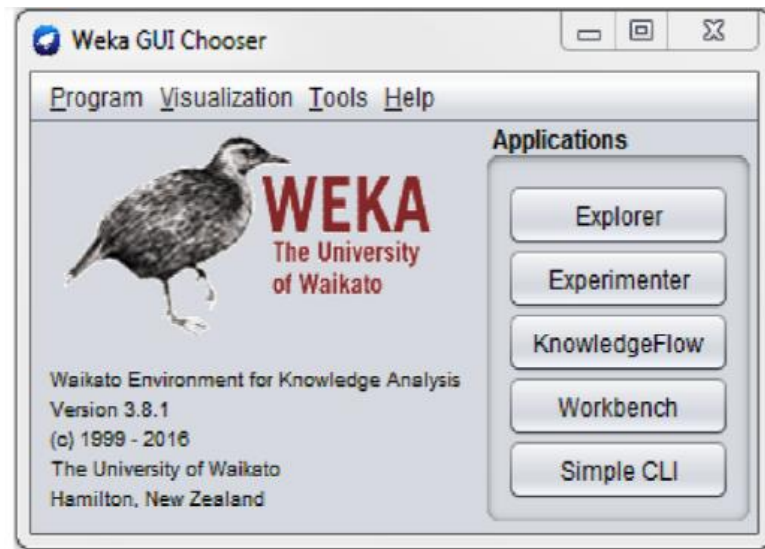 Weka GUI Chooser
Program Visualization Tools Help
WEKA
The University
of Waikato
Waikato Environment for Knowledge Analysis
Version 3.8.1
(c) 1999 - 2016
The University of Waikato
Hamilton, New Zealand
Applications
Explorer
Experimenter
KnowledgeFlow
Workbench
Simple CLI